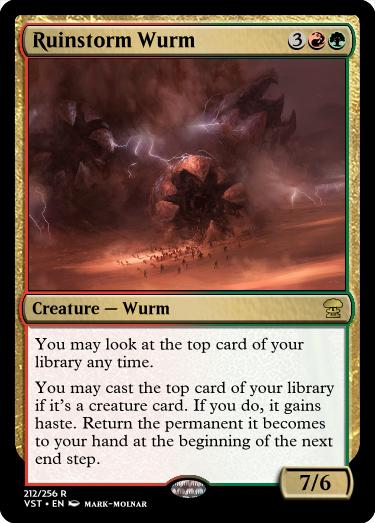 Ruinstorm Wurm 3
Creature — Wurm
You may look at the top card of your
library any time.
You may cast the top card of your library
if it's a creature card. If you do, it gains
haste. Return the permanent it becomes
to your hand at the beginning of the next
end step.
7/6
212/256 R
VST • EN MARK-MOLNAR